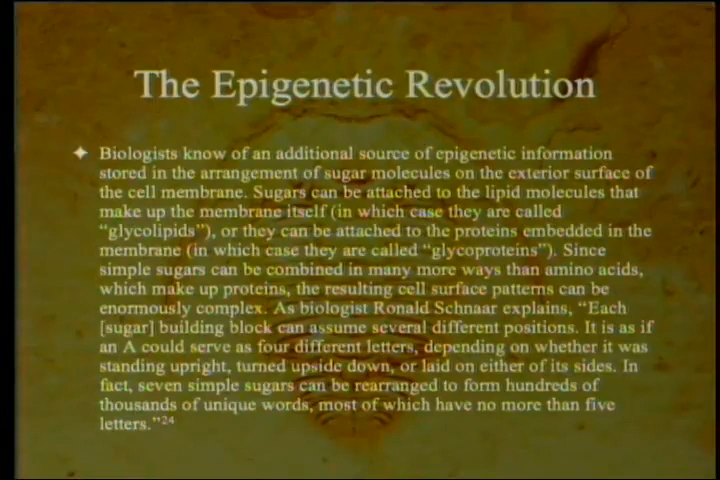 The Epigenetic Revolution
Biologists know of an additional source of epigenetic information
stored in the arrangement of sugar molecules on the exterior surface of
the cell membrane. Sugars can be attached to the lipid molecules that
make up the membrane itself (in which case they are called
“glycolipids”), or they can be attached to the proteins embedded in the
membrane (in which case they are called “glycoproteins”). Since
simple sugars can be combined in many more ways than amino acids,
which make up proteins, the resulting cell surface patterns can be
enormously complex. As biologist Ronald Schnaar explains, “Each
[sugar] building block can assume several different positions. It is as if
an A could serve as four different letters, depending on whether it was
standing upright, turned upside down, or laid on either of its sides. In
fact, seven simple sugars can be rearranged to form hundreds of
thousands of unique words, most of which have no more than five
letters.”24